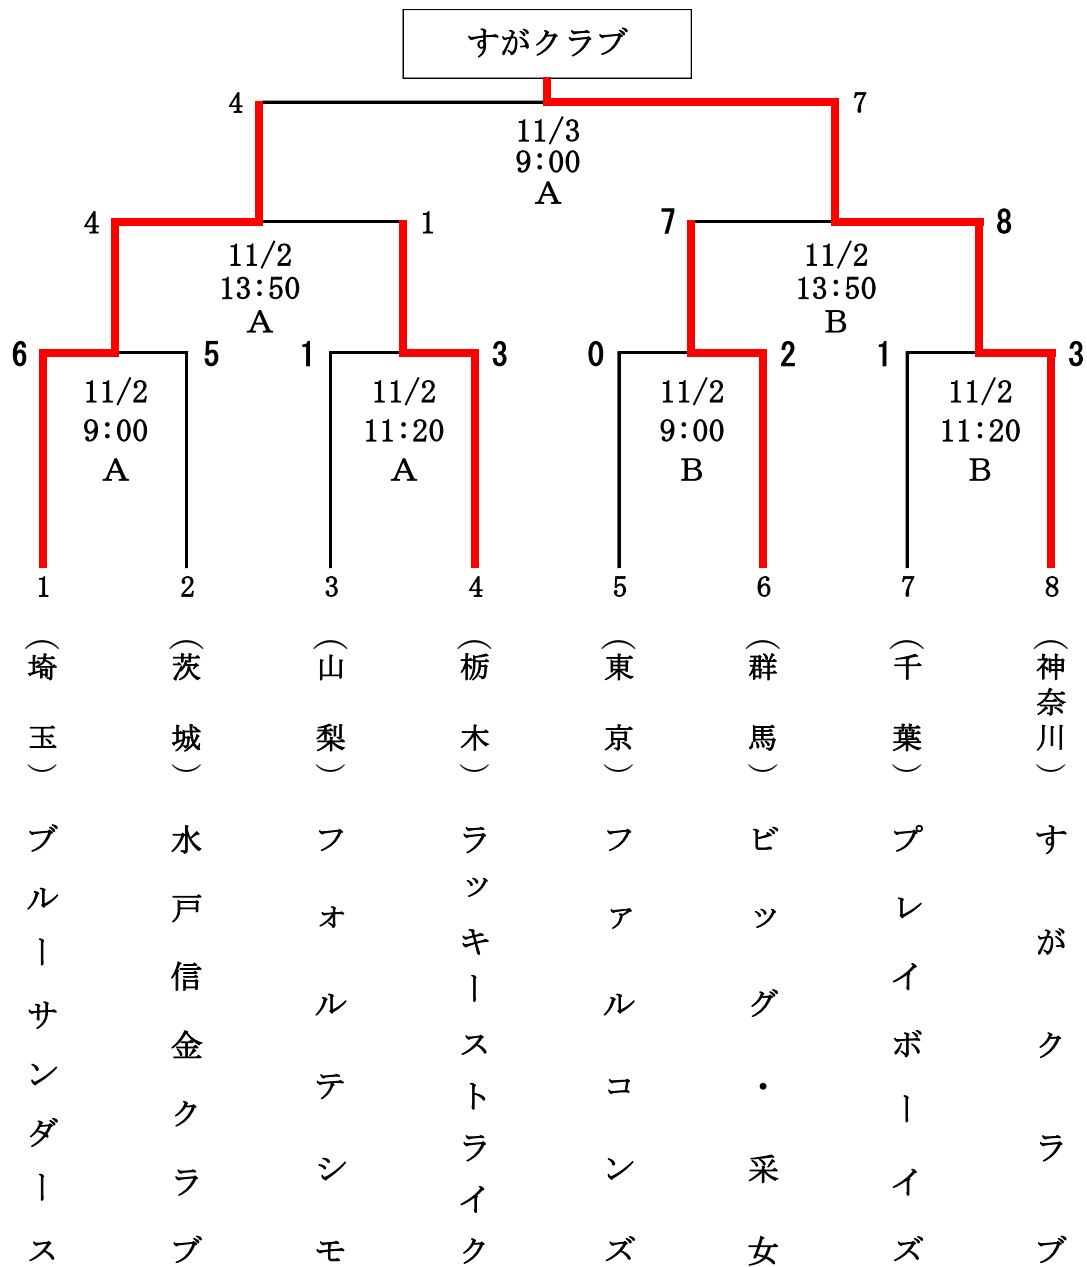 すがクラブ
4
7
11/3
9:00
A
4
1
7
8
11/2
13:50
A
11/2
13:50
B
6
5
1
3
0
2
1
3
11/2
9:00
A
11/2
11:20
A
11/2
9:00
B
11/2
11:20
B
1
2
3
4
5
6
7
8
（埼玉）ブルーサンダース
（茨城）水戸信金クラブ
（山梨）フォルテシモ
（栃木）ラッキーストライク
（東京）ファルコンズ
（群馬）ビッグ・采女
（千葉）プレイボーイズ
（神奈川）すがクラブ